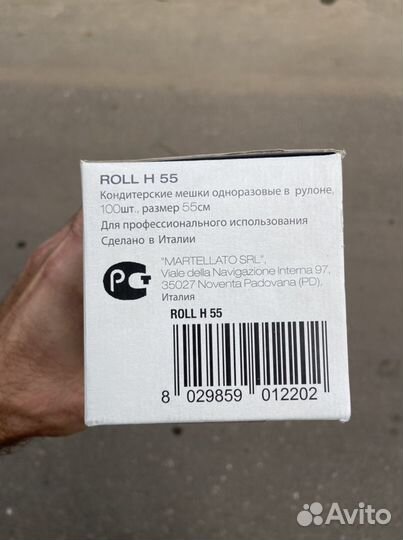 ROLL H 55
Кондитерские мешки одноразовые в рулоне,
100шт., размер 55см
Для профессионального использования
Сделано в Италии
"MARTELLATO SRL",
Viale della Navigazione Interna 97,
35027 Noventa Padovana (PD).
Италия
РСТ
ROLL H 55
8 029859 012202
Avito